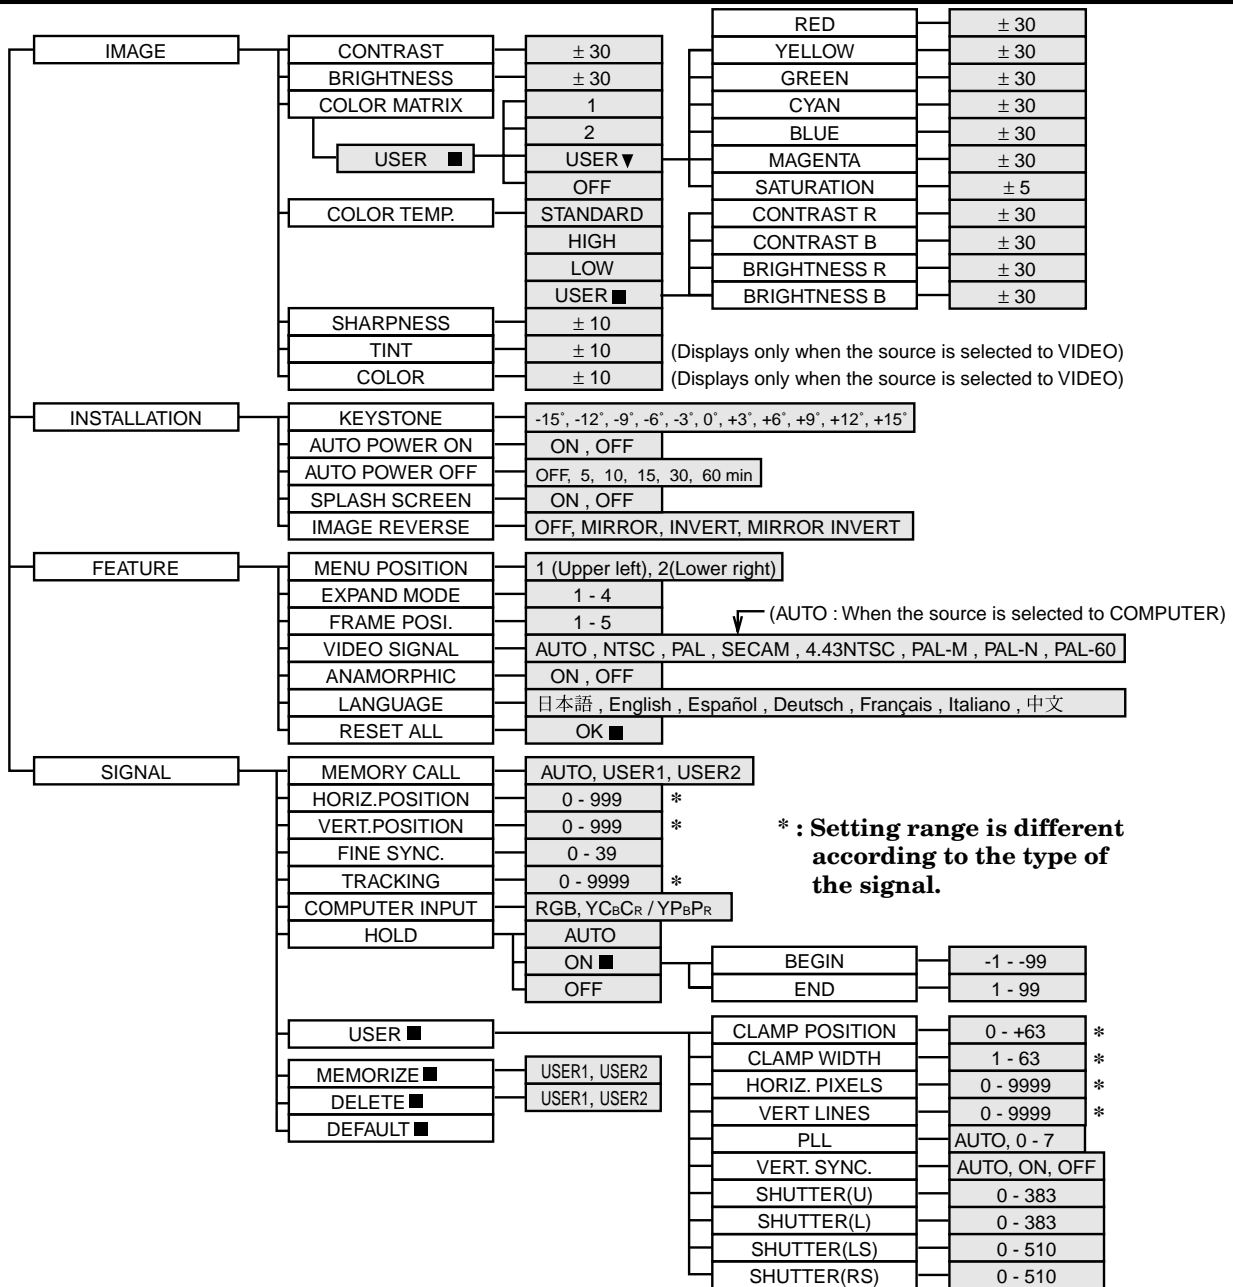 RED ± 30
IMAGE CONTRAST ± 30 YELLOW ± 30
BRIGHTNESS ± 30 GREEN ± 30
COLOR MATRIX 1 CYAN ± 30
2 BLUE ± 30
USER ■ USER▼ MAGENTA ± 30
OFF SATURATION ± 5
COLOR TEMP. STANDARD CONTRAST R ± 30
HIGH CONTRAST B ± 30
LOW BRIGHTNESS R ± 30
USER■ BRIGHTNESS B ± 30
SHARPNESS ± 10
TINT ± 10 (Displays only when the source is selected to VIDEO)
COLOR ± 10 (Displays only when the source is selected to VIDEO)
INSTALLATION KEYSTONE -15°, -12°, -9°, -6°, -3°, 0°, +3°, +6°, +9°, +12°, +15°
AUTO POWER ON ON , OFF
AUTO POWER OFF OFF, 5, 10, 15, 30, 60 min
SPLASH SCREEN ON , OFF
IMAGE REVERSE OFF, MIRROR, INVERT, MIRROR INVERT
FEATURE MENU POSITION 1 (Upper left), 2(Lower right)
EXPAND MODE 1 - 4
FRAME POSI. 1 - 5 (AUTO : When the source is selected to COMPUTER)
VIDEO SIGNAL AUTO , NTSC , PAL , SECAM , 4.43NTSC , PAL-M , PAL-N , PAL-60
ANAMORPHIC ON , OFF
LANGUAGE 日本語 , English , Español , Deutsch , Français , Italiano , 中文
RESET ALL OK ■
SIGNAL MEMORY CALL AUTO, USER1, USER2
HORIZ.POSITION 0 - 999 *
VERT.POSITION 0 - 999 * * : Setting range is different
FINE SYNC. 0 - 39 according to the type of
TRACKING 0 - 9999 * the signal.
COMPUTER INPUT RGB, YCBCR / YPBPR
HOLD AUTO
ON ■ BEGIN -1 - -99
OFF END 1 - 99
USER ■ CLAMP POSITION 0 - +63 *
CLAMP WIDTH 1 - 63 *
MEMORIZE■ USER1, USER2 HORIZ. PIXELS 0 - 9999 *
DELETE■ USER1, USER2 VERT LINES 0 - 9999 *
DEFAULT■ PLL AUTO, 0 - 7
VERT. SYNC. AUTO, ON, OFF
SHUTTER(U) 0 - 383
SHUTTER(L) 0 - 383
SHUTTER(LS) 0 - 510
SHUTTER(RS) 0 - 510